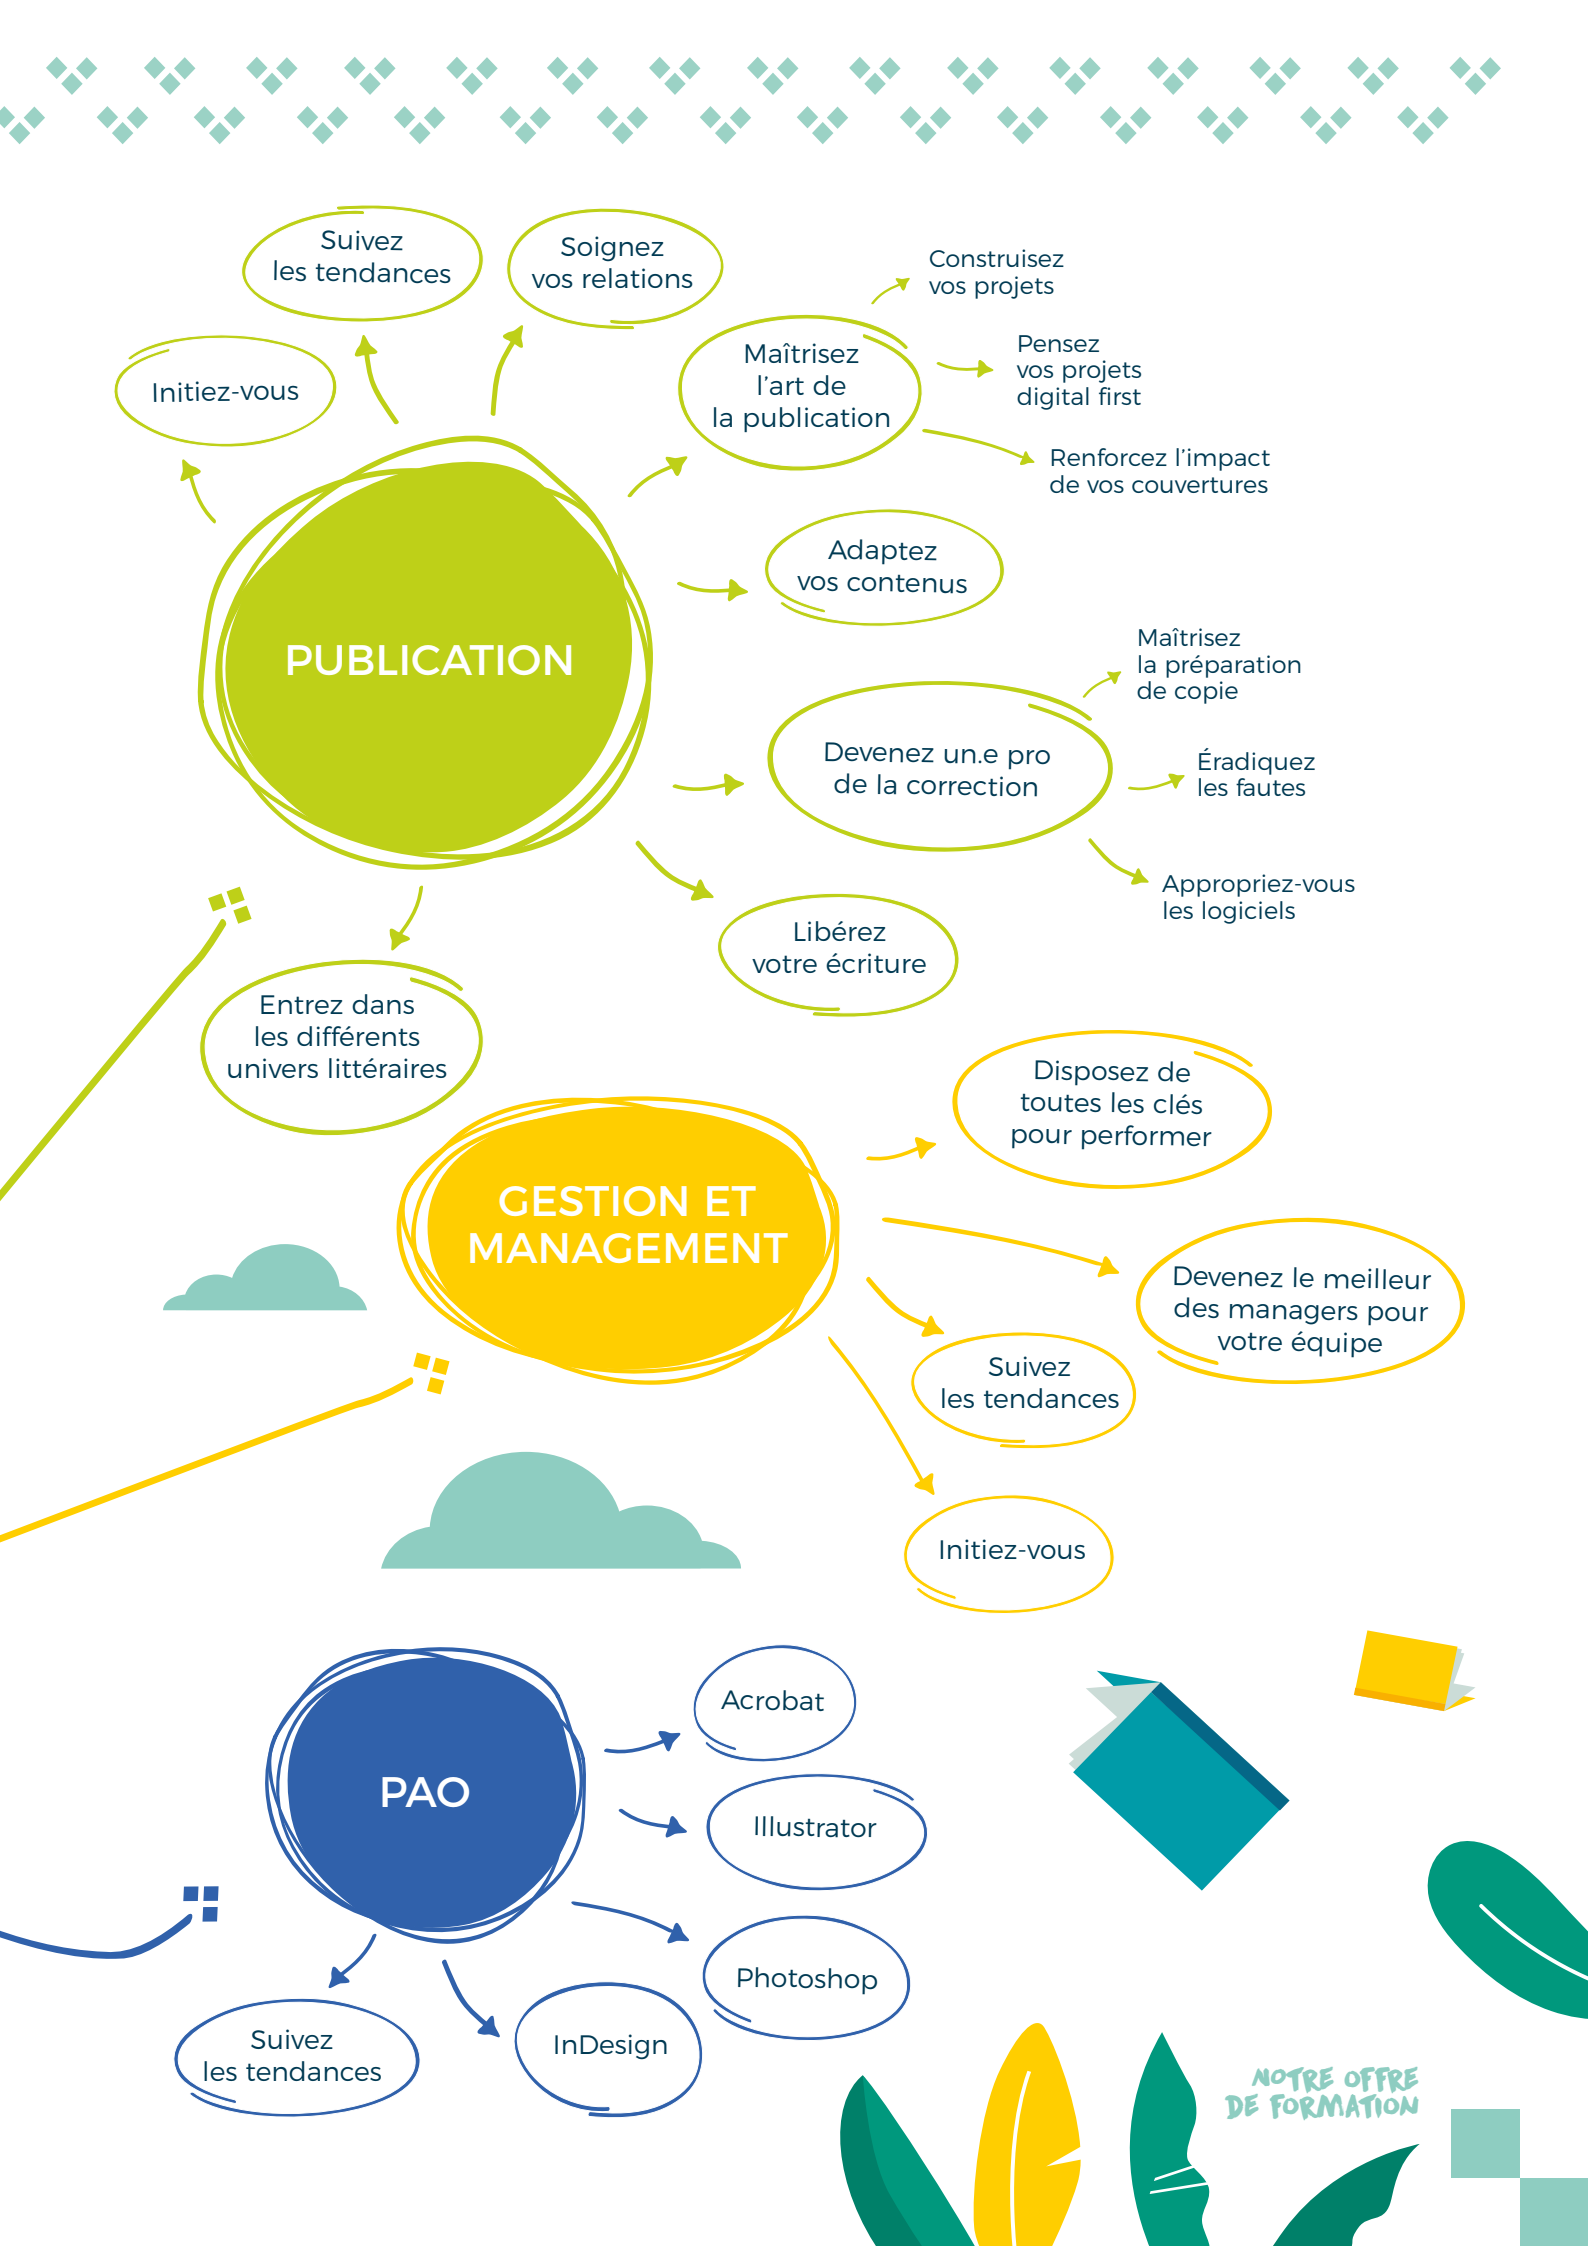 Suivez
les tendances
Soignez
vos relations
Initiez-vous
Maîtrisez
l’art de
la publication
Construisez
vos projets
Pensez
vos projets
digital first
Renforcez l’impact
de vos couvertures
Adaptez
vos contenus
PUBLICATION
Devenez un.e pro
de la correction
Maîtrisez
la préparation
de copie
Éradiquez
les fautes
Appropriez-vous
les logiciels
Libérez
votre écriture
Entrez dans
les différents
univers littéraires
GESTION ET
MANAGEMENT
Disposez de
toutes les clés
pour performer
Devenez le meilleur
des managers pour
votre équipe
Suivez
les tendances
Initiez-vous
PAO
Acrobat
Illustrator
Photoshop
InDesign
Suivez
les tendances
NOTRE OFFRE
DE FORMATION